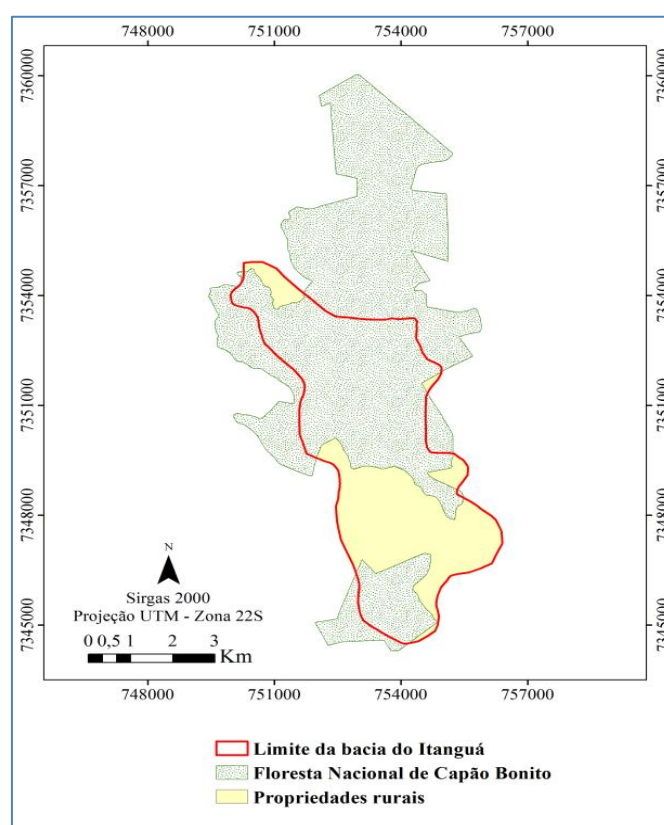 748000 751000 754000 757000
7360000 7360000
7357000 7357000
7354000 7354000
7351000 7351000
7348000 7348000
7345000 7345000
N
Sirgas 2000
Projeção UTM - Zona 22S
0 0,5 1 2 3
Km
748000 751000 754000 757000
Limite da bacia do Itanguá
Floresta Nacional de Capão Bonito
Propriedades rurais